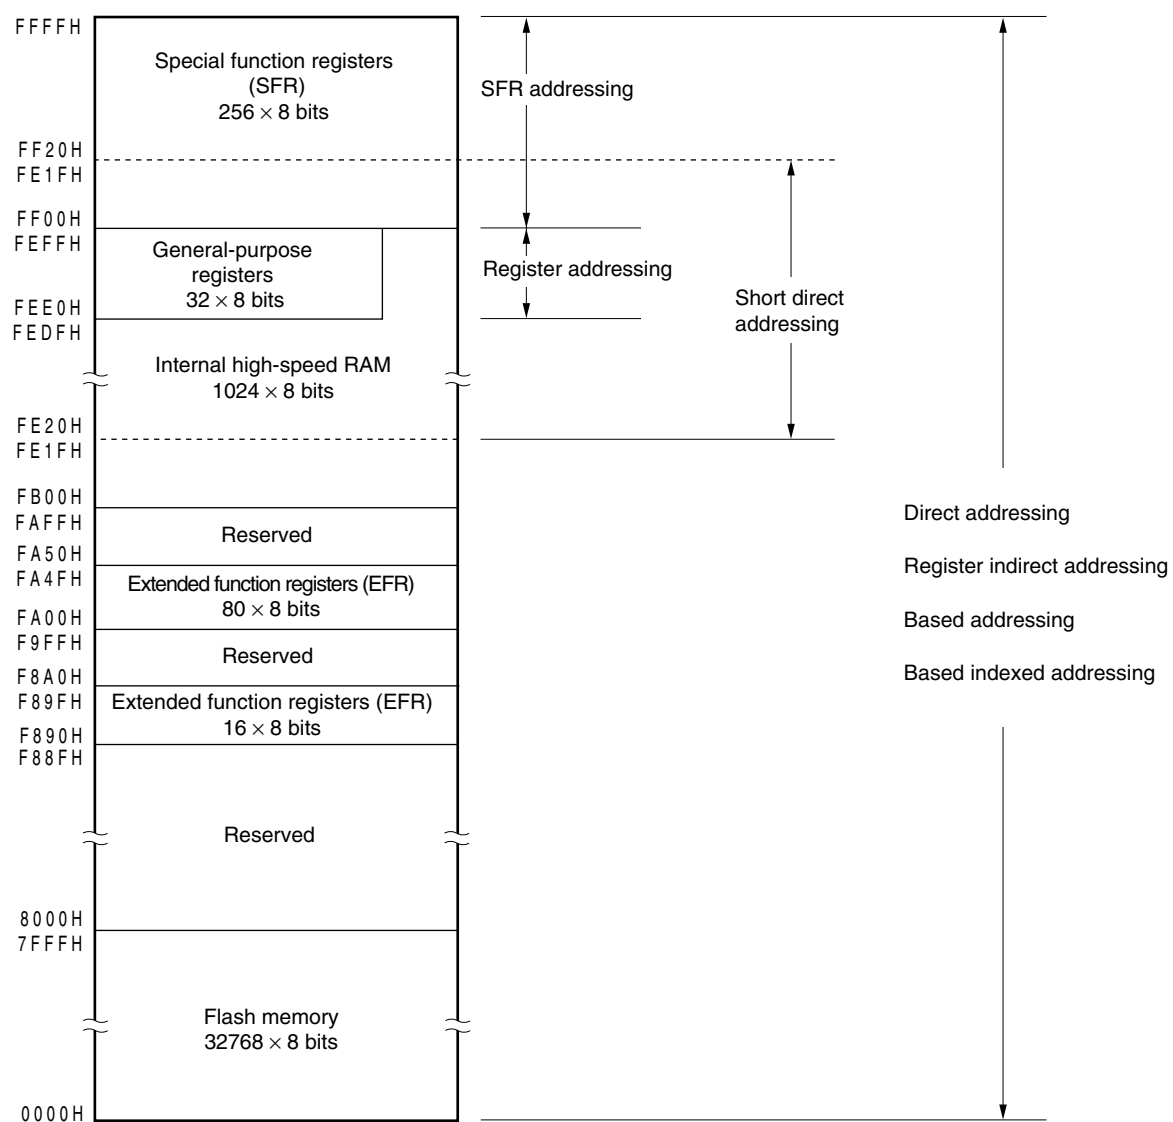 FFFFH
Special function registers
(SFR)
256 × 8 bits
SFR addressing
FF20H
FE1FH
FF00H
FEFFH
General-purpose
registers
32 × 8 bits
Register addressing
Short direct
addressing
FEE0H
FEDFH
Internal high-speed RAM
1024 × 8 bits
FE20H
FE1FH
FB00H
FAFFH
Reserved
Direct addressing
Register indirect addressing
Based addressing
Based indexed addressing
FA50H
FA4FH
Extended function registers (EFR)
80 × 8 bits
FA00H
F9FFH
Reserved
F8A0H
F89FH
Extended function registers (EFR)
16 × 8 bits
F890H
F88FH
Reserved
8000H
7FFFH
Flash memory
32768 × 8 bits
0000H